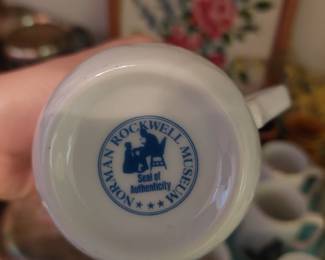 NORMAN ROCKWELL MUSEUM
Seal of
Authenticity